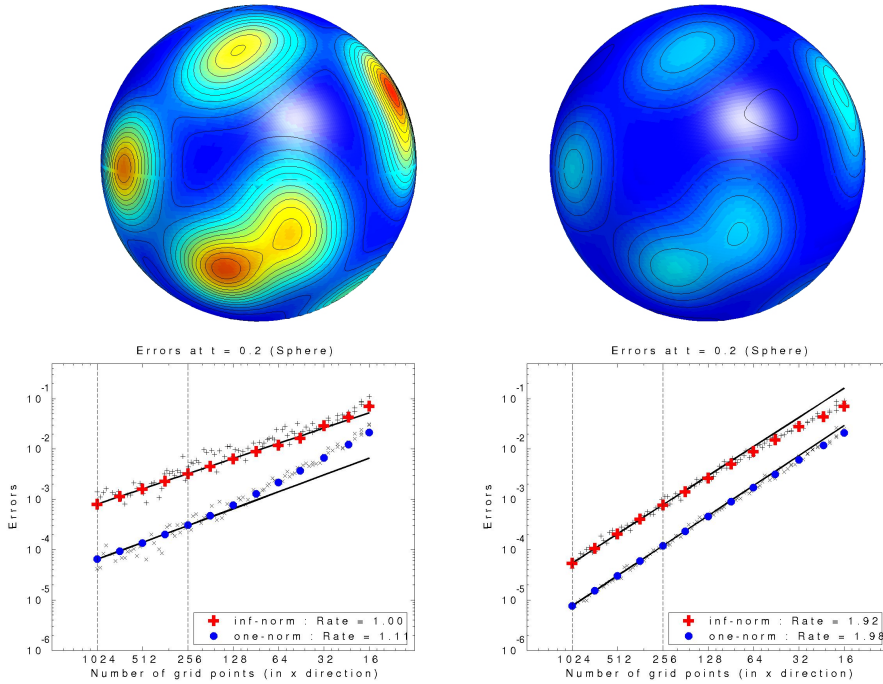 Errors at t = 0.2 (Sphere)
10 -1
10 -2
10 -3
10 -4
10 -5
10 -6
Errors
inf-norm : Rate = 1.00
one-norm : Rate = 1.11
1024 512 256 128 64 32 16
Number of grid points (in x direction)
Errors at t = 0.2 (Sphere)
10 -1
10 -2
10 -3
10 -4
10 -5
10 -6
Errors
inf-norm : Rate = 1.92
one-norm : Rate = 1.98
1024 512 256 128 64 32 16
Number of grid points (in x direction)